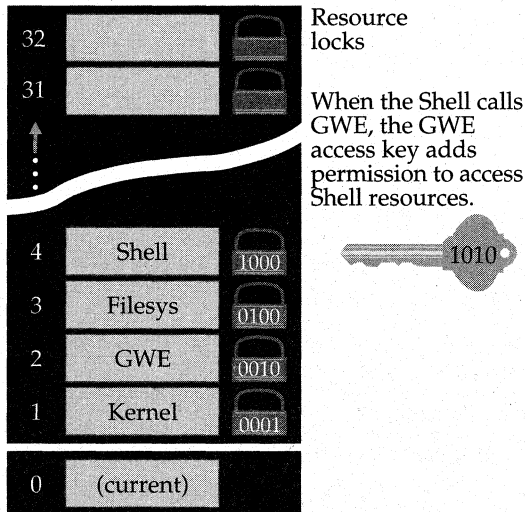 32
31
4 Shell 1000
3 Filesys 0100
2 GWE 0010
1 Kernel 0001
0 (current)
Resource
locks
When the Shell calls
GWE, the GWE
access key adds
permission to access
Shell resources.
1010